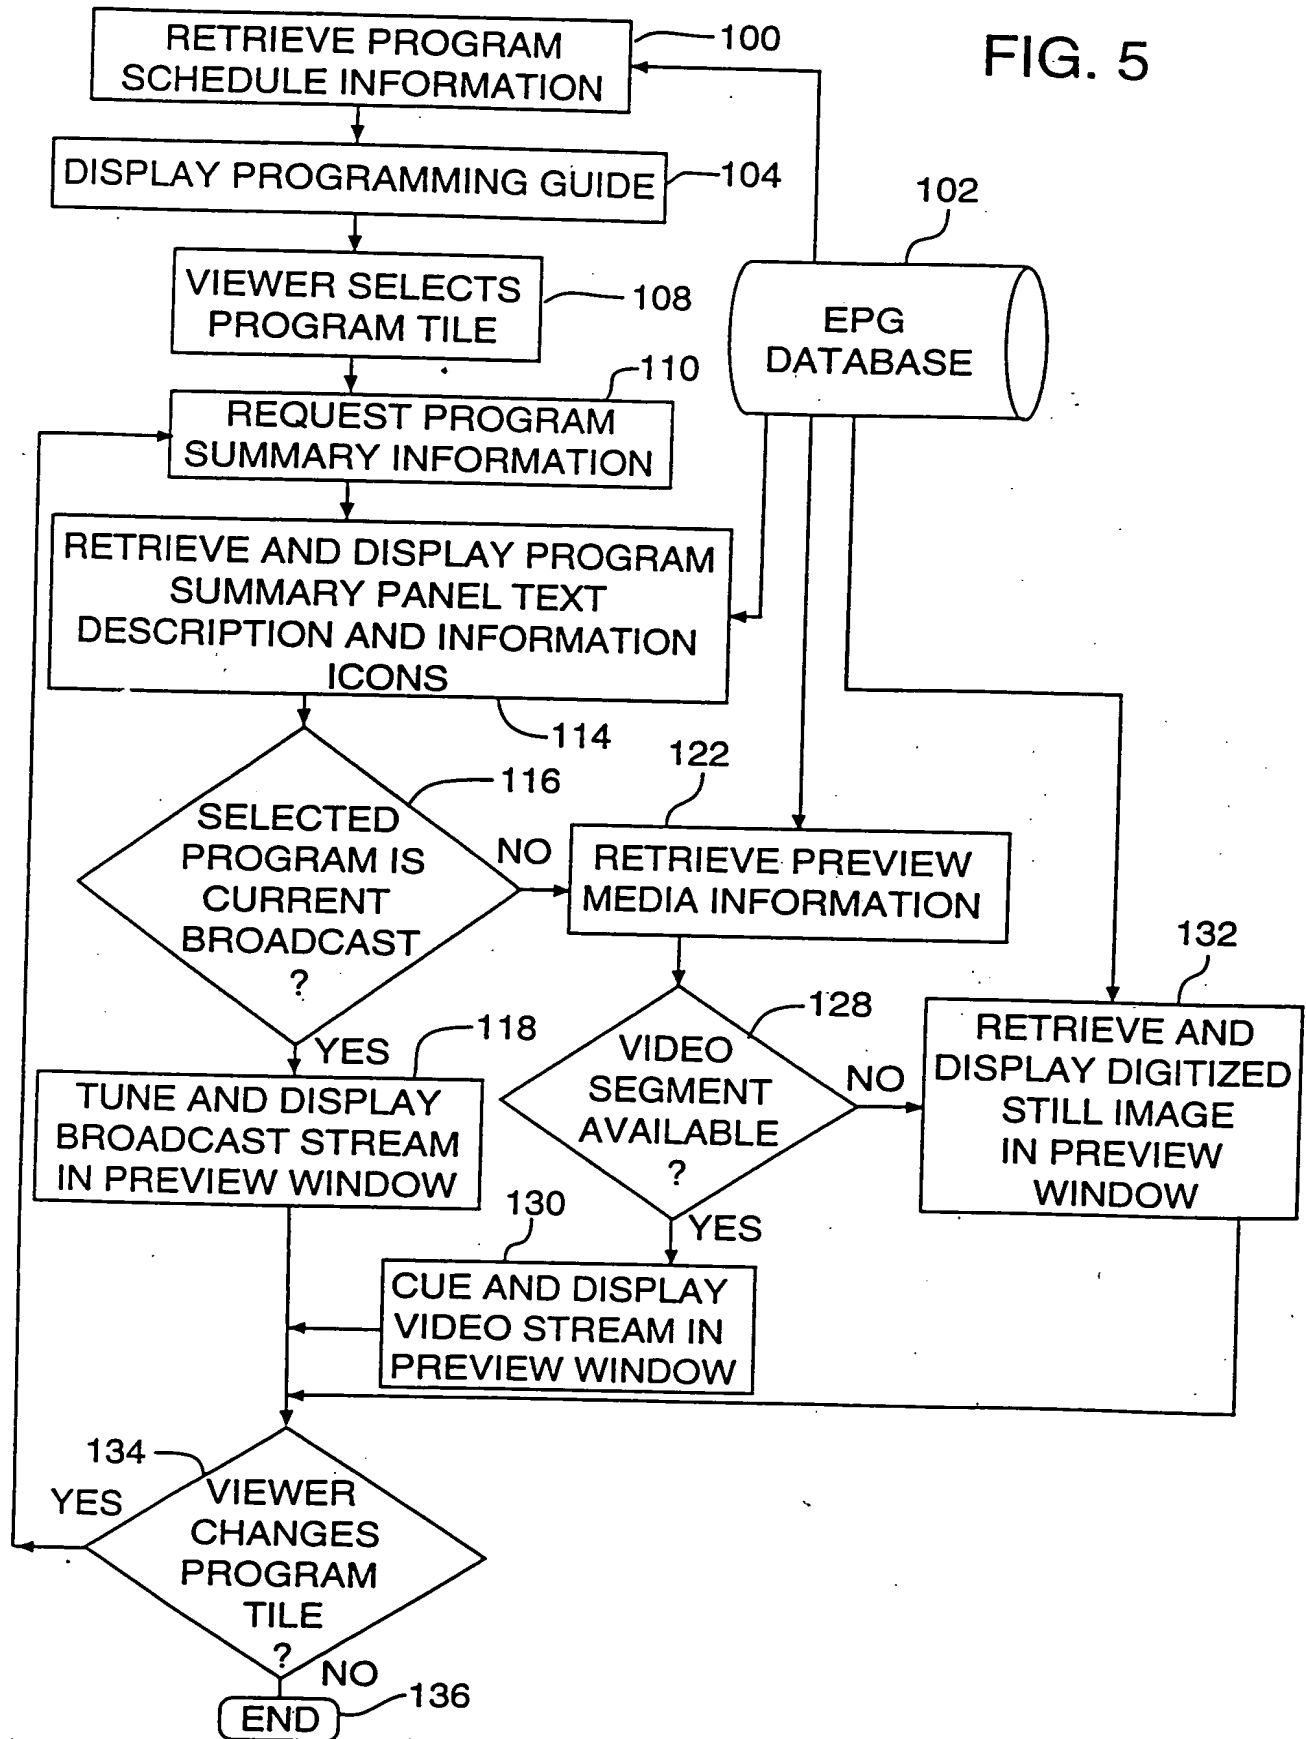 FIG. 5
RETRIEVE PROGRAM
SCHEDULE INFORMATION
100
DISPLAY PROGRAMMING GUIDE
104
102
EPG
DATABASE
VIEWER SELECTS
PROGRAM TILE
108
110
REQUEST PROGRAM
SUMMARY INFORMATION
RETRIEVE AND DISPLAY PROGRAM
SUMMARY PANEL TEXT
DESCRIPTION AND INFORMATION
ICONS
114
116
SELECTED
PROGRAM IS
CURRENT
BROADCAST
?
NO
YES
122
RETRIEVE PREVIEW
MEDIA INFORMATION
118
TUNE AND DISPLAY
BROADCAST STREAM
IN PREVIEW WINDOW
128
VIDEO
SEGMENT
AVAILABLE
?
NO
YES
132
RETRIEVE AND
DISPLAY DIGITIZED
STILL IMAGE
IN PREVIEW
WINDOW
130
CUE AND DISPLAY
VIDEO STREAM IN
PREVIEW WINDOW
134
YES
VIEWER
CHANGES
PROGRAM
TILE
?
NO
END
136